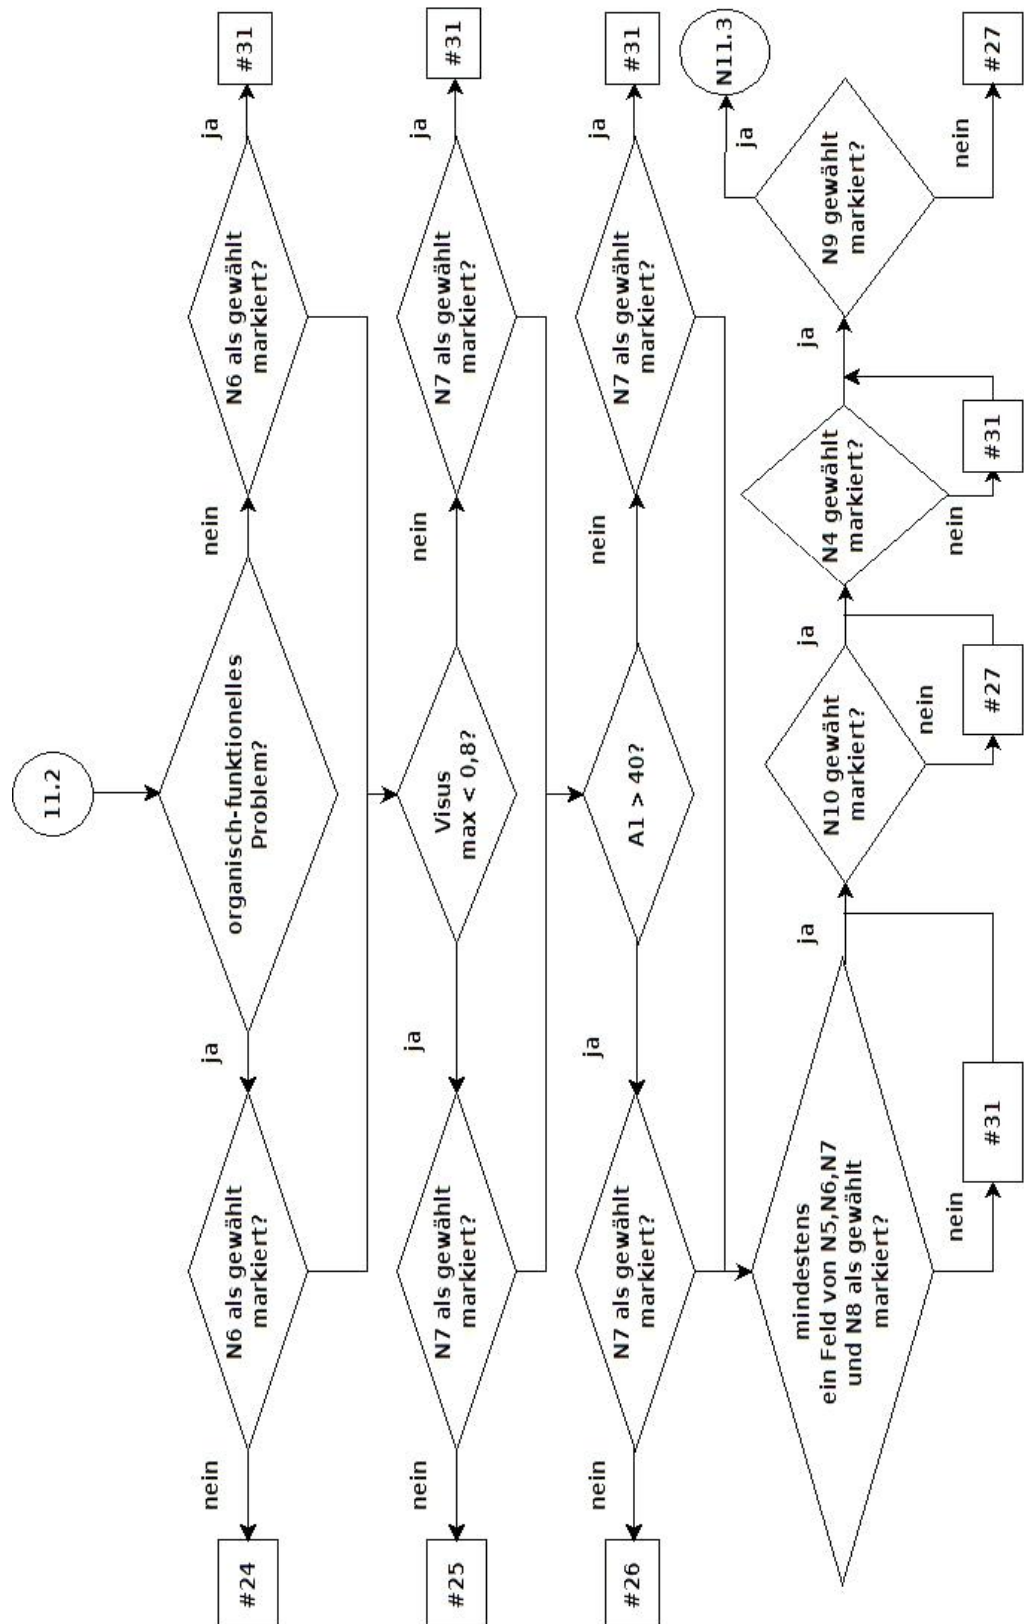 11.2
organisch-funktionelles
Problem?
ja
nein
N6 als gewählt
markiert?
nein
#24
N6 als gewählt
markiert?
ja
#31
Visus
max < 0,8?
ja
nein
N7 als gewählt
markiert?
nein
#25
N7 als gewählt
markiert?
ja
#31
A1 > 40?
ja
nein
N7 als gewählt
markiert?
nein
#26
N7 als gewählt
markiert?
ja
#31
mindestens
ein Feld von N5,N6,N7
und N8 als gewählt
markiert?
nein
#31
ja
N10 gewäht
markiert?
nein
#27
ja
N4 gewählt
markiert?
nein
#31
ja
N9 gewählt
markiert?
ja
N11.3
nein
#27